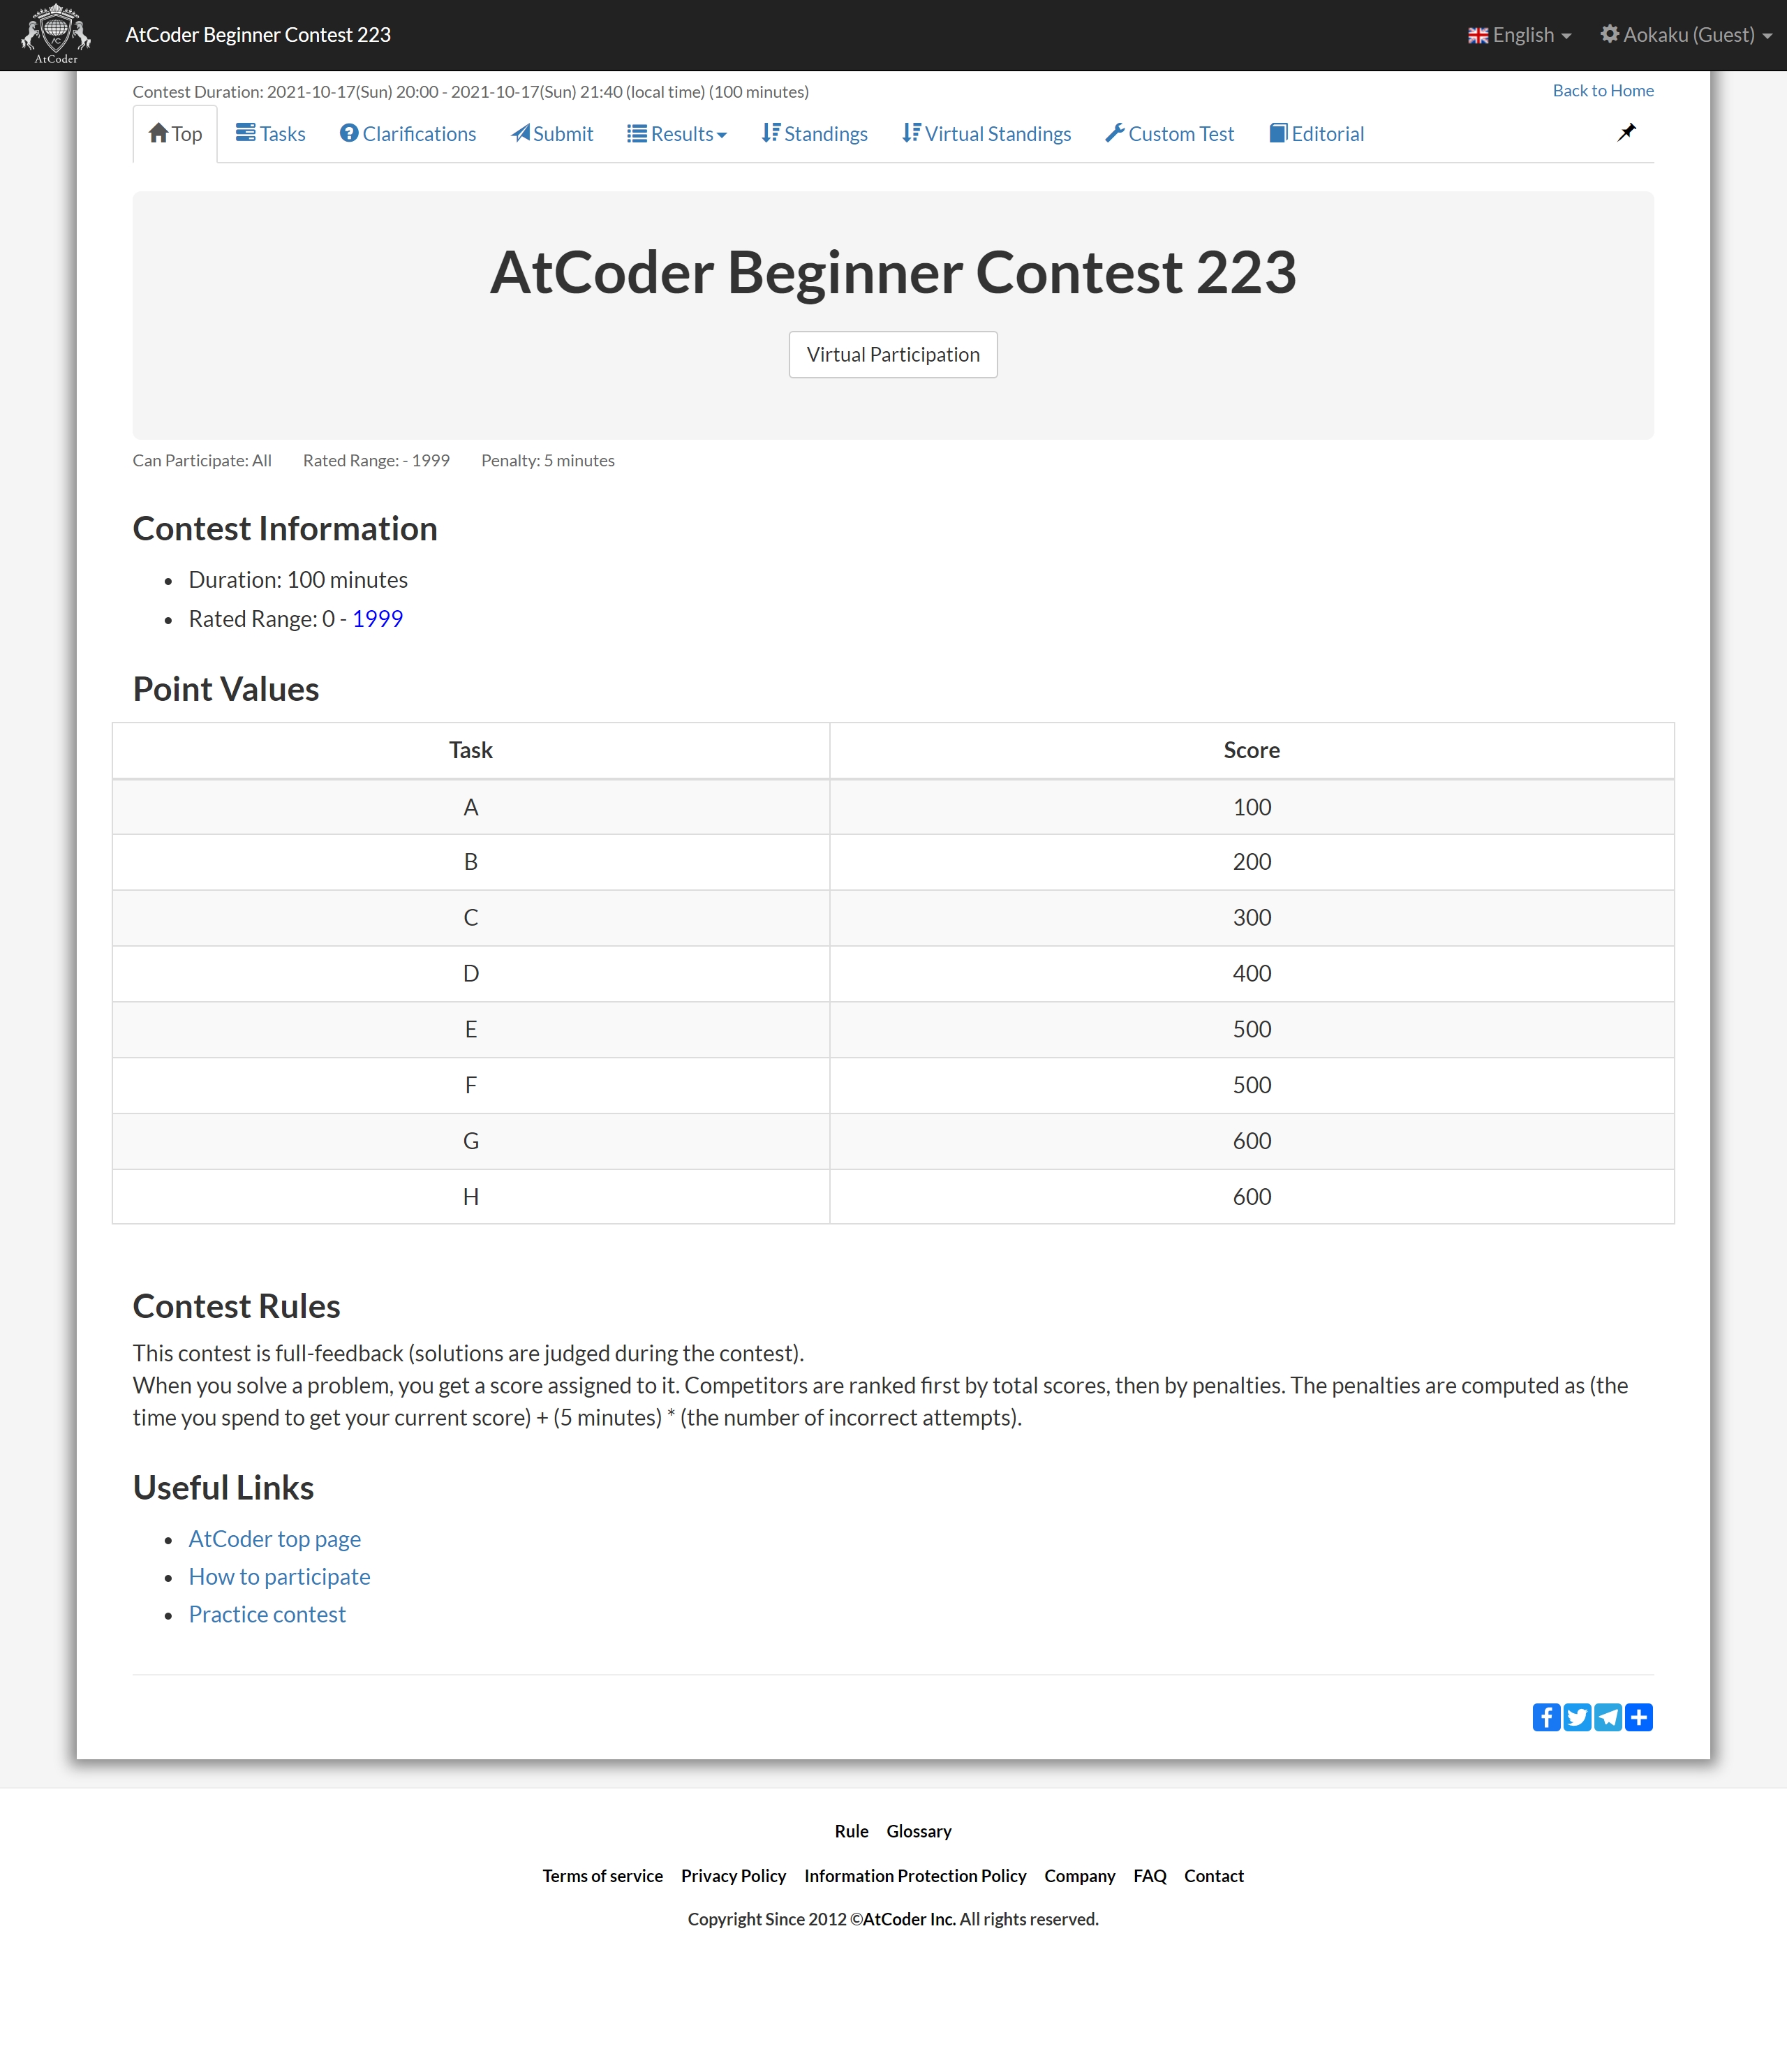 AtCoder
AtCoder Beginner Contest 223
English
Aokaku (Guest)
Contest Duration: 2021-10-17(Sun) 20:00 - 2021-10-17(Sun) 21:40 (local time) (100 minutes)
Back to Home
Top
Tasks
Clarifications
Submit
Results
Standings
Virtual Standings
Custom Test
Editorial
AtCoder Beginner Contest 223
Virtual Participation
Can Participate: All Rated Range: - 1999 Penalty: 5 minutes
Contest Information
• Duration: 100 minutes
• Rated Range: 0 - 1999
Point Values
Task Score
A 100
B 200
C 300
D 400
E 500
F 500
G 600
H 600
Contest Rules
This contest is full-feedback (solutions are judged during the contest).
When you solve a problem, you get a score assigned to it. Competitors are ranked first by total scores, then by penalties. The penalties are computed as (the
time you spend to get your current score) + (5 minutes) * (the number of incorrect attempts).
Useful Links
• AtCoder top page
• How to participate
• Practice contest
Rule Glossary
Terms of service Privacy Policy Information Protection Policy Company FAQ Contact
Copyright Since 2012 ©AtCoder Inc. All rights reserved.